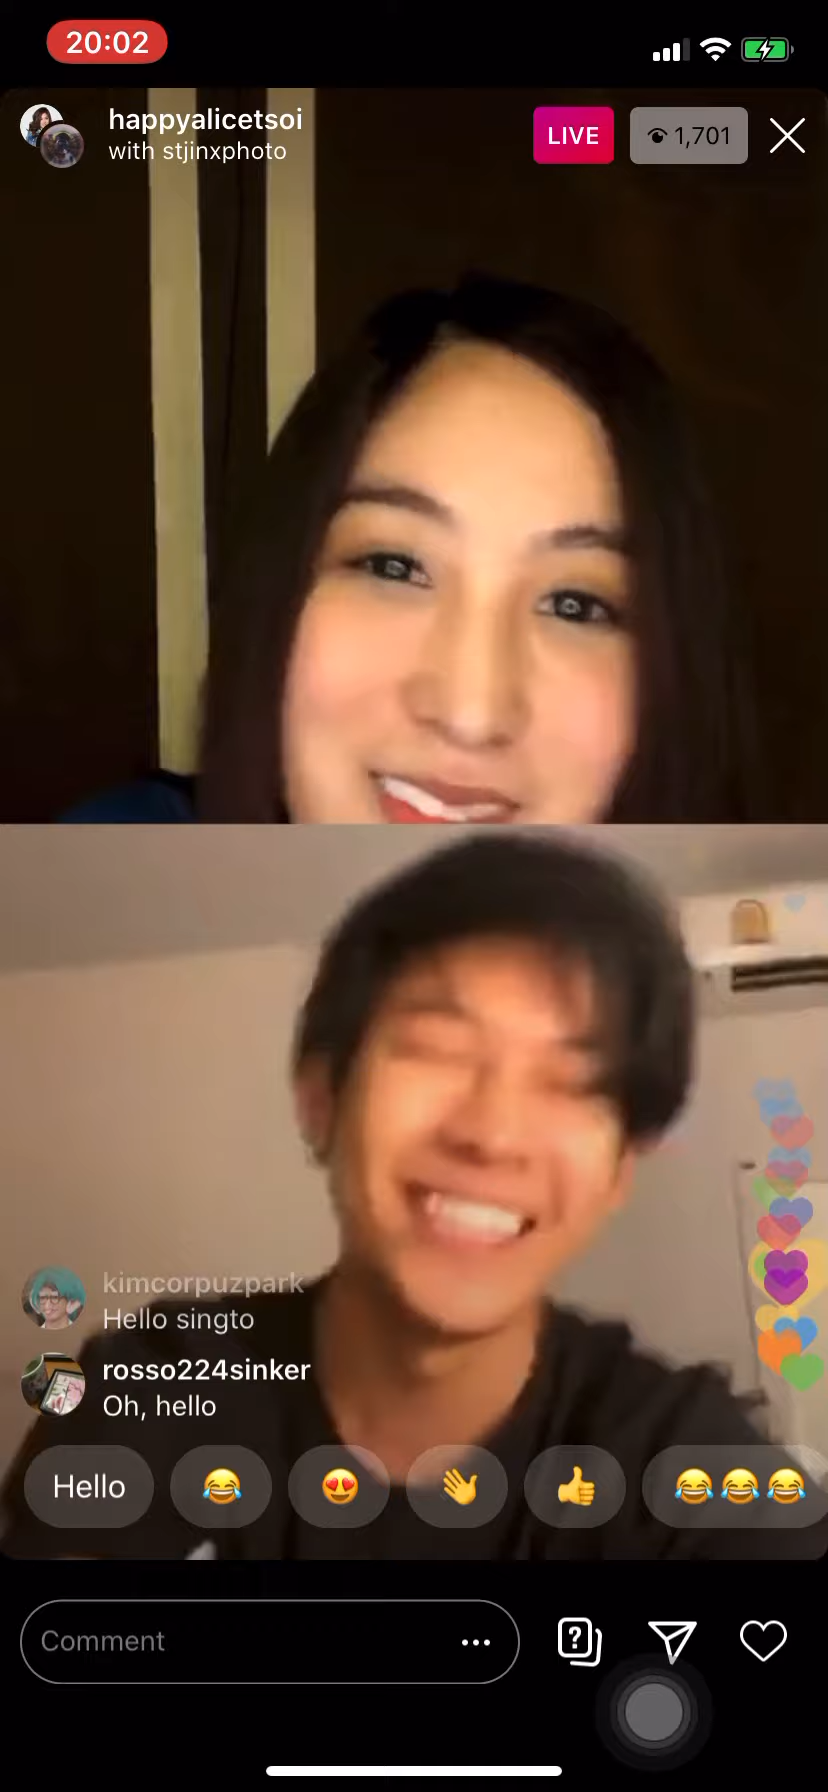 20:02
happyalicetsoi
with stjinxphoto
LIVE
1,701
kimcorpuzpark
Hello singto
rosso224sinker
Oh, hello
Hello 😂 😍 👋 👍 😂😂😂
Comment